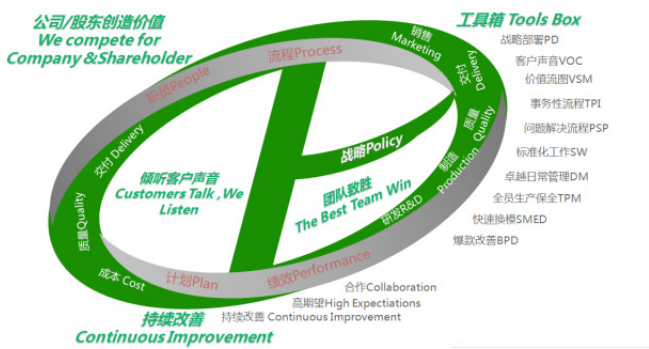 公司/股东创造价值
We compete for
Company &Shareholder
工具箱 Tools Box
战略部署PD
客户声音VOC
价值流图VSM
事务性流程TPI
问题解决流程PSP
标准化工作SW
卓越日常管理DM
全员生产保全TPM
快速换模SMED
爆款改善BPD
职员People
流程Process
销售
Marketing
交付
Delivery
质量
Quality
制造
Production
研发R&D
战略Policy
交付 Delivery
质量Quality
成本 Cost
计划Plan
绩效Performance
倾听客户声音
Customers Talk ,We
Listen
团队致胜
The Best Team Win
合作Collaboration
高期望High Expectiations
持续改善 Continuous Improvement
持续改善
Continuous Improvement